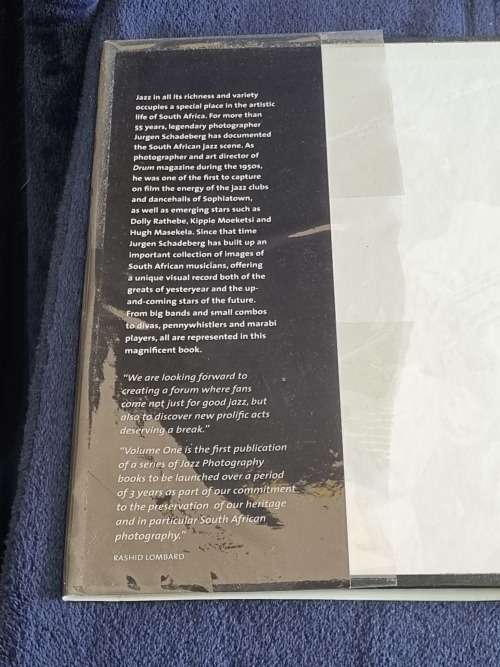 Jazz in all its richness and variety
occupies a special place in the artistic
life of South Africa. For more than
55 years, legendary photographer
Jurgen Schadeberg has documented
the South African jazz scene. As
photographer and art director of
Drum magazine during the 1950s,
he was one of the first to capture
on film the energy of the jazz clubs
and dancehalls of Sophiatown,
as well as emerging stars such as
Dolly Rathebe, Kippie Moeketsi and
Hugh Masekela. Since that time
Jurgen Schadeberg has built up an
important collection of images of
South African musicians, offering
a unique visual record both of the
greats of yesteryear and the up-
and-coming stars of the future.
From big bands and small combos
to divas, pennywhistlers and marabi
players, all are represented in this
magnificent book.
"We are looking forward to
creating a forum where fans
come not just for good jazz, but
also to discover new prolific acts
deserving a break."
"Volume One is the first publication
of a series of Jazz Photography
books to be launched over a period
of 3 years as part of our commitment
to the preservation of our heritage
and in particular South African
photography."
RASHID LOMBARD